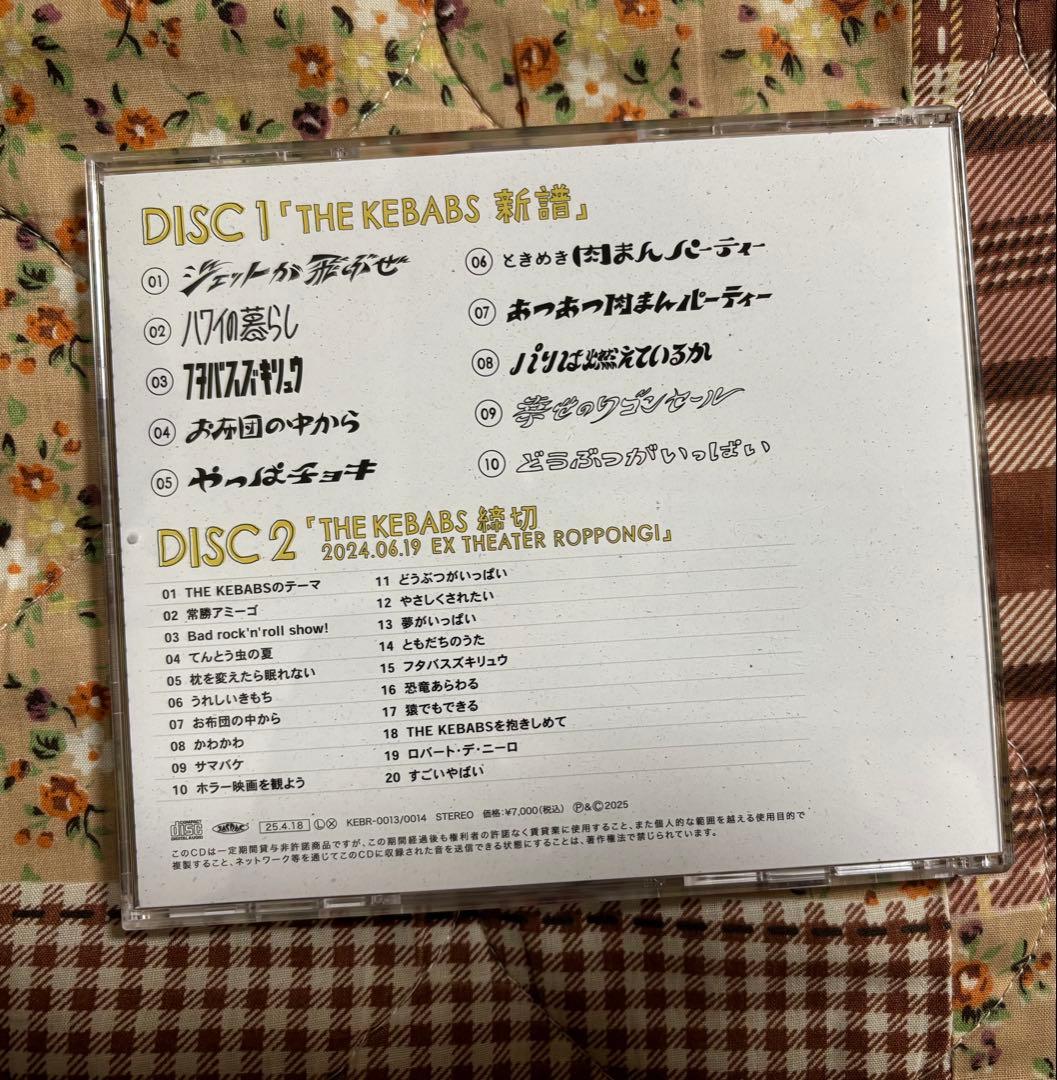 DISC 1「THE KEBABS 新譜」
01 ジェットが飛ぶぜ
02 ハワイの暮らし
03 フタバスズキリュウ
04 お布団の中から
05 やっぱチョキ
06 ときめき肉まんパーティー
07 あつあつ肉まんパーティー
08 パリは燃えているか
09 幸せのワゴンセール
10 どうぶつがいっぱい
DISC 2「THE KEBABS 締切
2024.06.19 EX THEATER ROPPONGI」
01 THE KEBABSのテーマ
02 常勝アミーゴ
03 Bad rock'n'roll show!
04 てんとう虫の夏
05 枕を変えたら眠れない
06 うれしいきもち
07 お布団の中から
08 かわかわ
09 サマバケ
10 ホラー映画を観よう
11 どうぶつがいっぱい
12 やさしくされたい
13 夢がいっぱい
14 ともだちのうた
15 フタバスズキリュウ
16 恐竜あらわる
17 猿でもできる
18 THE KEBABSを抱きしめて
19 ロバート・デ・ニーロ
20 すごいやばい
COMPACT DISC DIGITAL AUDIO 25.4.18 Ⓛ KEBR-0013/0014 STEREO 価格:¥7,000(税込) Ⓟ&©2025
このCDは一定期間貸与非許諾商品ですが、この期間経過後も権利者の許諾なく賃貸業に使用すること、また個人的な範囲を越える使用目的で
複製すること、ネットワーク等を通じてこのCDに収録された音を送信できる状態にすることは、著作権法で禁じられています。